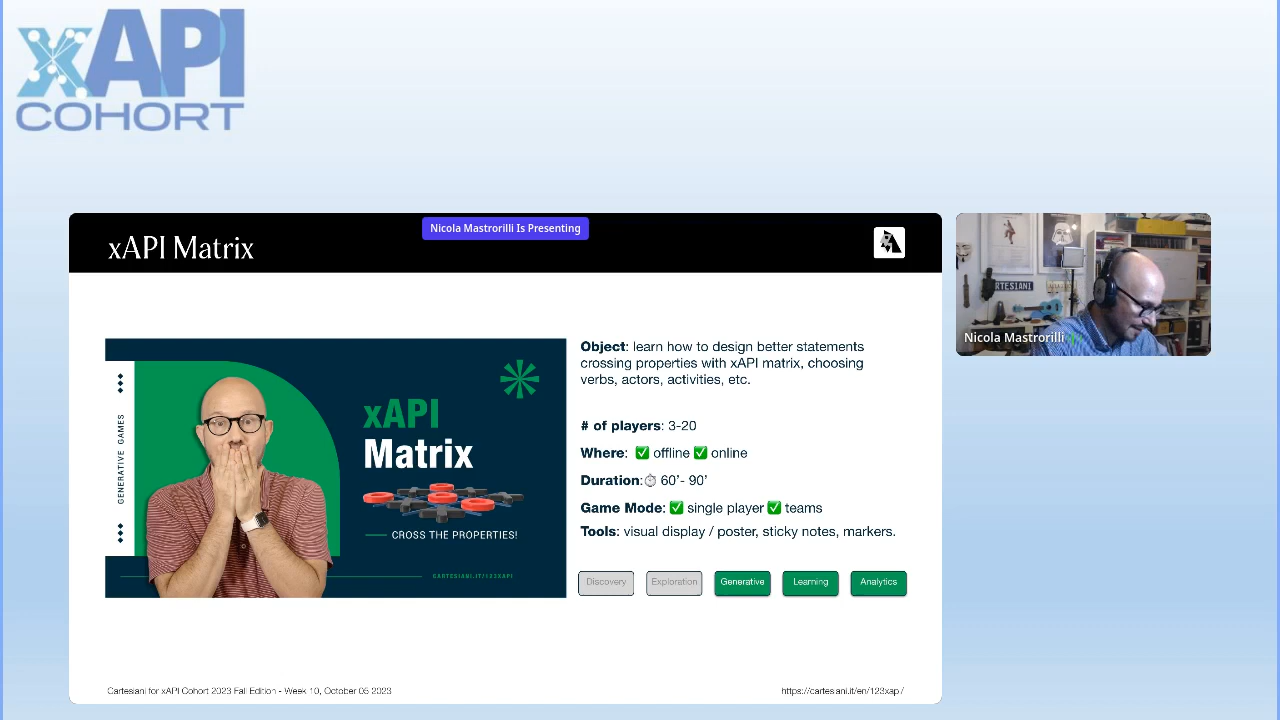 xAPI
COHORT
Nicola Mastrorilli Is Presenting
xAPI Matrix
GENERATIVE GAMES
xAPI
Matrix
CROSS THE PROPERTIES!
CARTESIANI.IT/123XAPI
Object: learn how to design better statements
crossing properties with xAPI matrix, choosing
verbs, actors, activities, etc.
# of players: 3-20
Where: ✅ offline ✅ online
Duration:⏱ 60’- 90’
Game Mode: ✅ single player ✅ teams
Tools: visual display / poster, sticky notes, markers.
Discovery
Exploration
Generative
Learning
Analytics
Cartesiani for xAPI Cohort 2023 Fall Edition - Week 10, October 05 2023
https://cartesiani.it/en/123xapi/
Nicola Mastrorilli